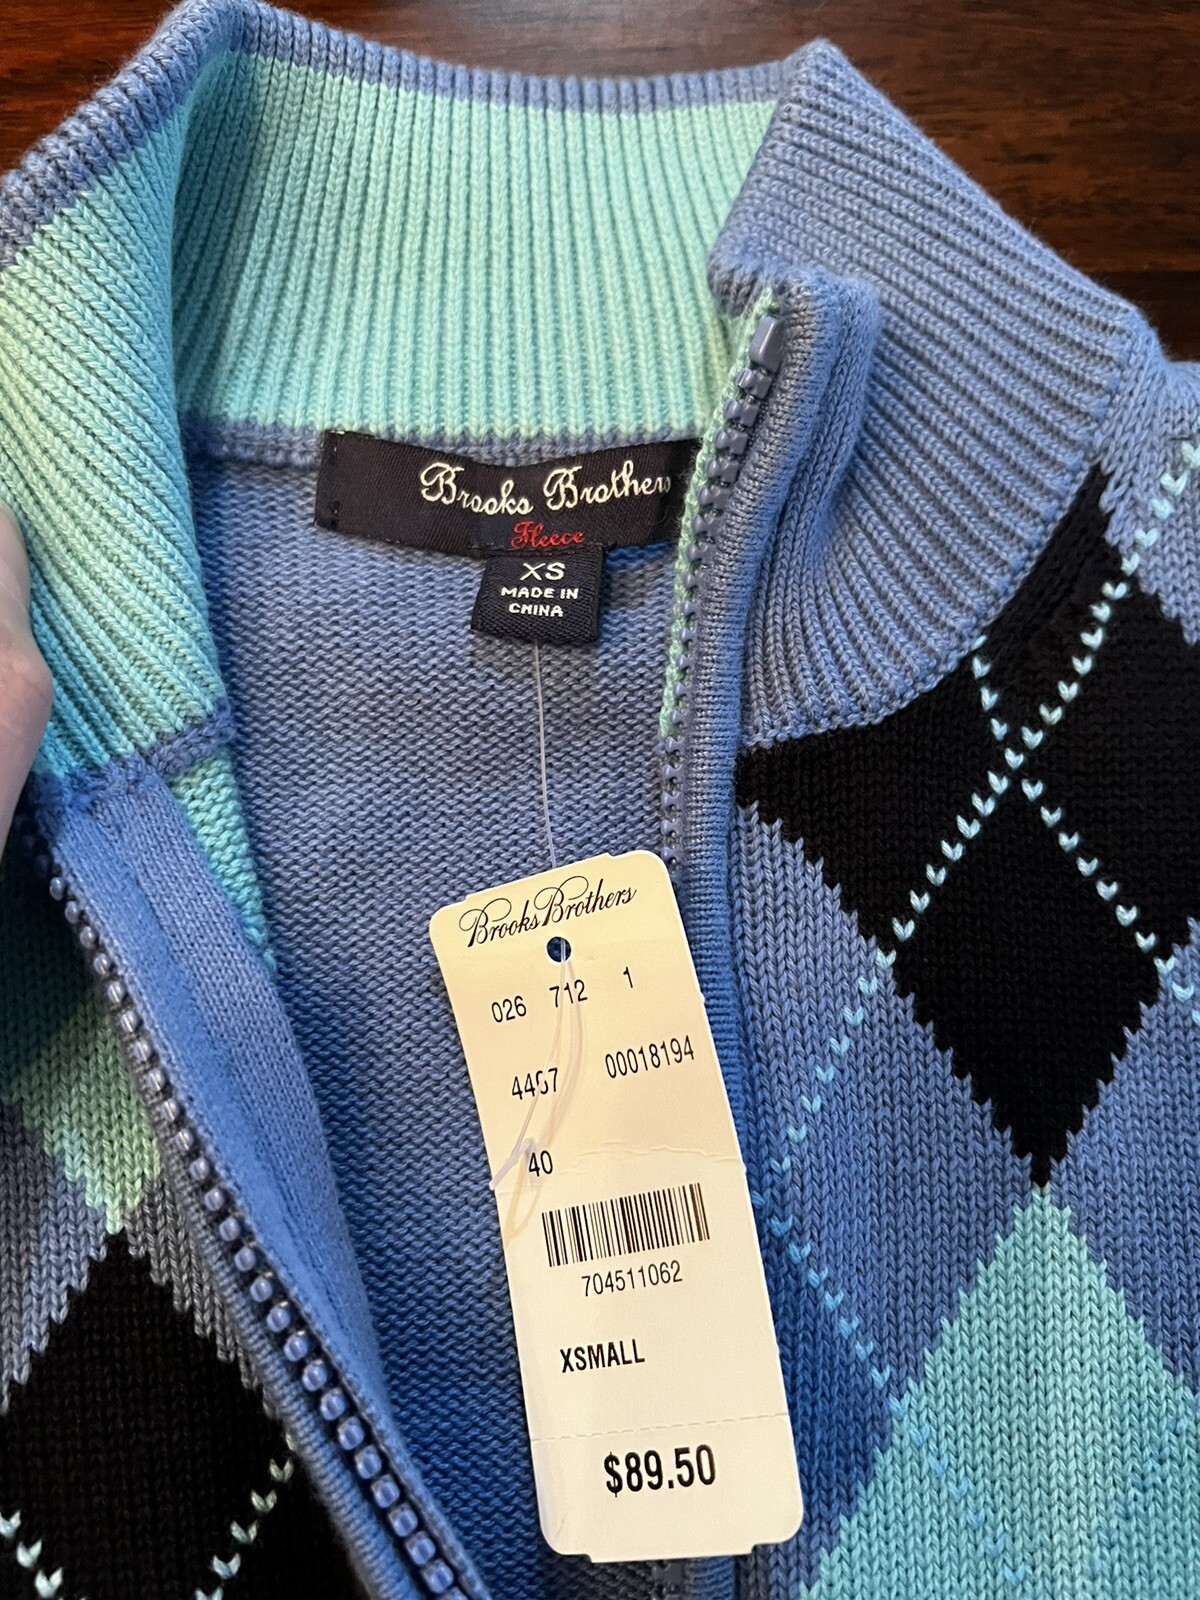 Brooks Brothers
Fleece
XS
MADE IN
CHINA
Brooks Brothers
026 712 1
00018194
40
704511062
XSMALL
$89.50